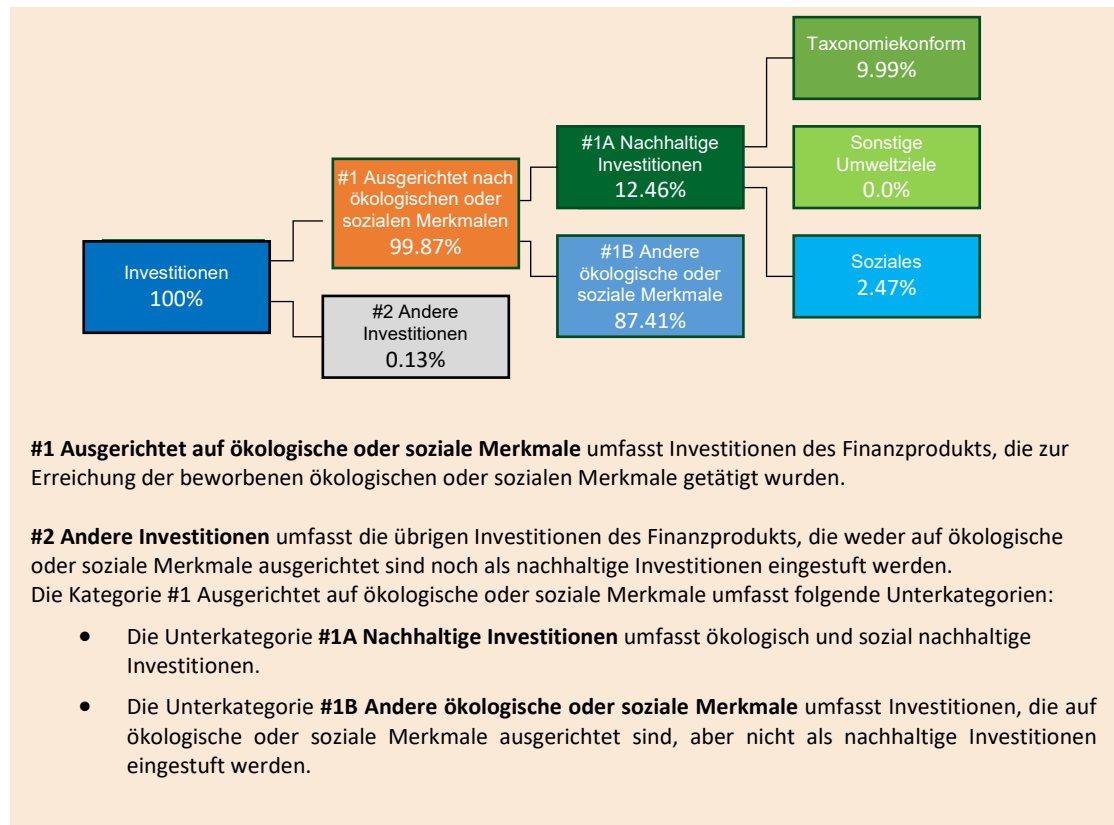 Taxonomiekonform
9.99%
#1A Nachhaltige
Investitionen
12.46%
Sonstige
Umweltziele
0.0%
#1 Ausgerichtet nach
ökologischen oder
sozialen Merkmalen
99.87%
Investitionen
100%
#1B Andere
ökologische oder
soziale Merkmale
87.41%
Soziales
2.47%
#2 Andere
Investitionen
0.13%
#1 Ausgerichtet auf ökologische oder soziale Merkmale umfasst Investitionen des Finanzprodukts, die zur
Erreichung der beworbenen ökologischen oder sozialen Merkmale getätigt wurden.
#2 Andere Investitionen umfasst die übrigen Investitionen des Finanzprodukts, die weder auf ökologische
oder soziale Merkmale ausgerichtet sind noch als nachhaltige Investitionen eingestuft werden.
Die Kategorie #1 Ausgerichtet auf ökologische oder soziale Merkmale umfasst folgende Unterkategorien:
• Die Unterkategorie #1A Nachhaltige Investitionen umfasst ökologisch und sozial nachhaltige
Investitionen.
• Die Unterkategorie #1B Andere ökologische oder soziale Merkmale umfasst Investitionen, die auf
ökologische oder soziale Merkmale ausgerichtet sind, aber nicht als nachhaltige Investitionen
eingestuft werden.